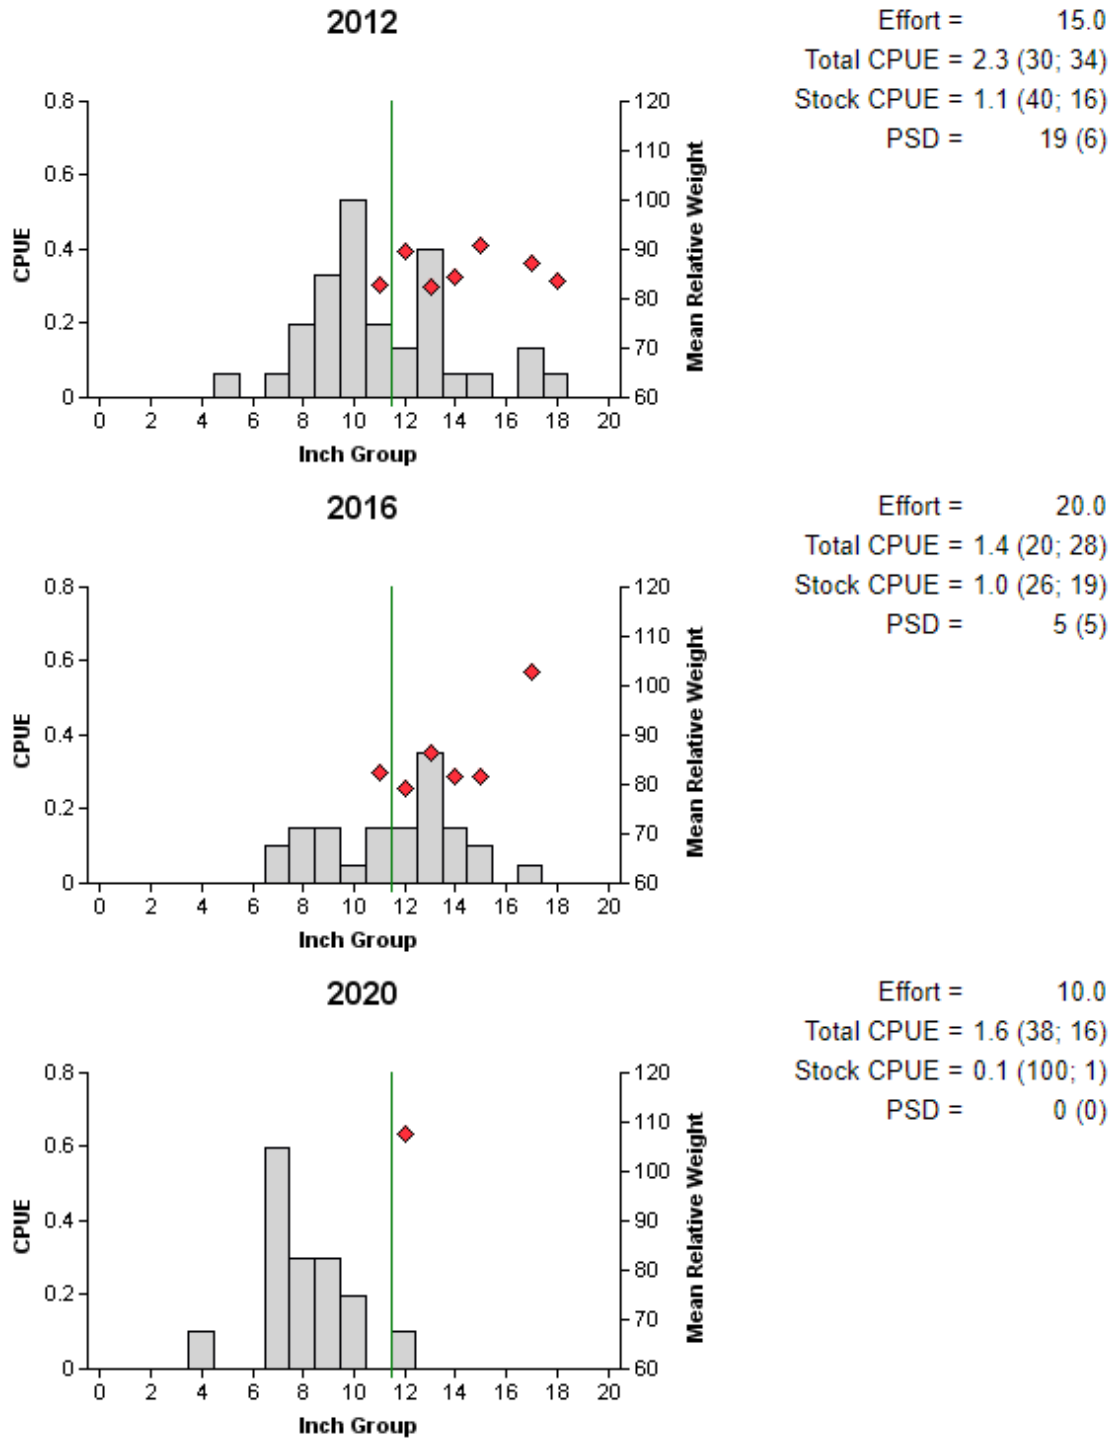 2012
Effort = 15.0
Total CPUE = 2.3 (30; 34)
Stock CPUE = 1.1 (40; 16)
PSD = 19 (6)
0.8
0.6
0.4
0.2
0
CPUE
120
110
100
90
80
70
60
Mean Relative Weight
0 2 4 6 8 10 12 14 16 18 20
Inch Group
2016
Effort = 20.0
Total CPUE = 1.4 (20; 28)
Stock CPUE = 1.0 (26; 19)
PSD = 5 (5)
0.8
0.6
0.4
0.2
0
CPUE
120
110
100
90
80
70
60
Mean Relative Weight
0 2 4 6 8 10 12 14 16 18 20
Inch Group
2020
Effort = 10.0
Total CPUE = 1.6 (38; 16)
Stock CPUE = 0.1 (100; 1)
PSD = 0 (0)
0.8
0.6
0.4
0.2
0
CPUE
120
110
100
90
80
70
60
Mean Relative Weight
0 2 4 6 8 10 12 14 16 18 20
Inch Group